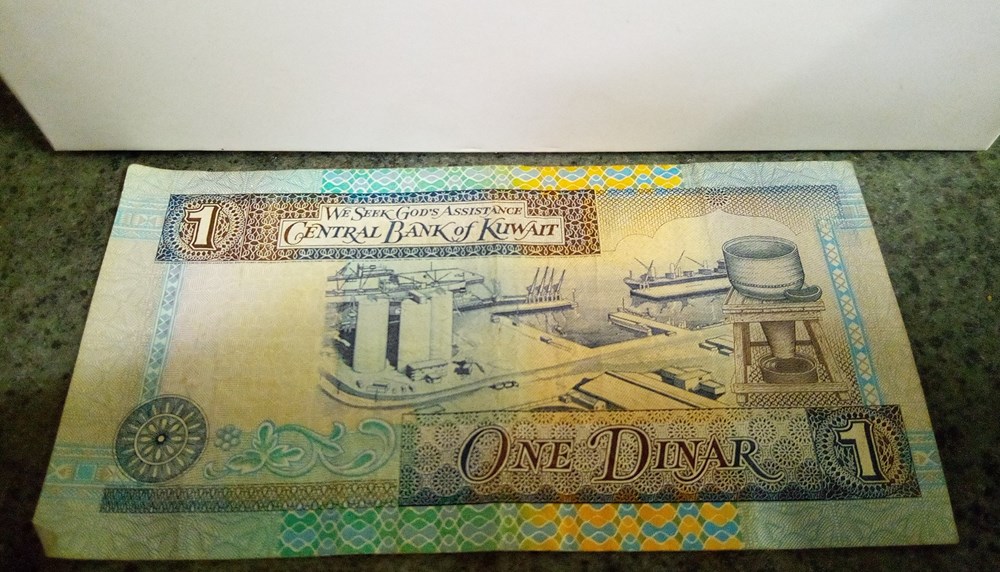 1
WE SEEK GOD'S ASSISTANCE
CENTRAL BANK of KUWAIT
ONE DINAR
1